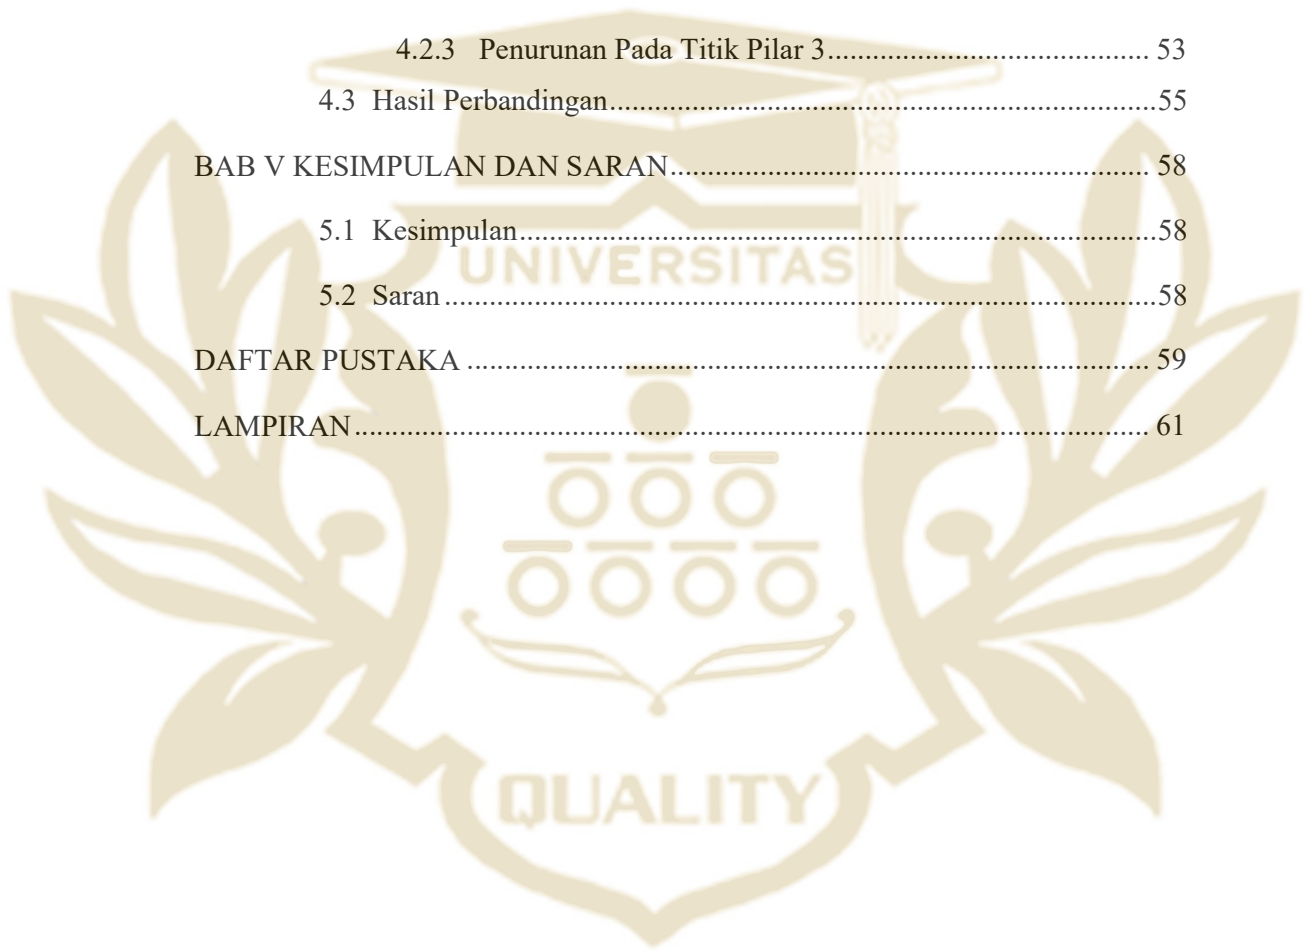 4.2.3 Penurunan Pada Titik Pilar 3.......................................... 53
4.3 Hasil Perbandingan..........................................................................55
BAB V KESIMPULAN DAN SARAN................................................................ 58
5.1 Kesimpulan......................................................................................58
UNIVERSITAS
5.2 Saran................................................................................................58
DAFTAR PUSTAKA ............................................................................................ 59
LAMPIRAN........................................................................................................... 61
QUALITY